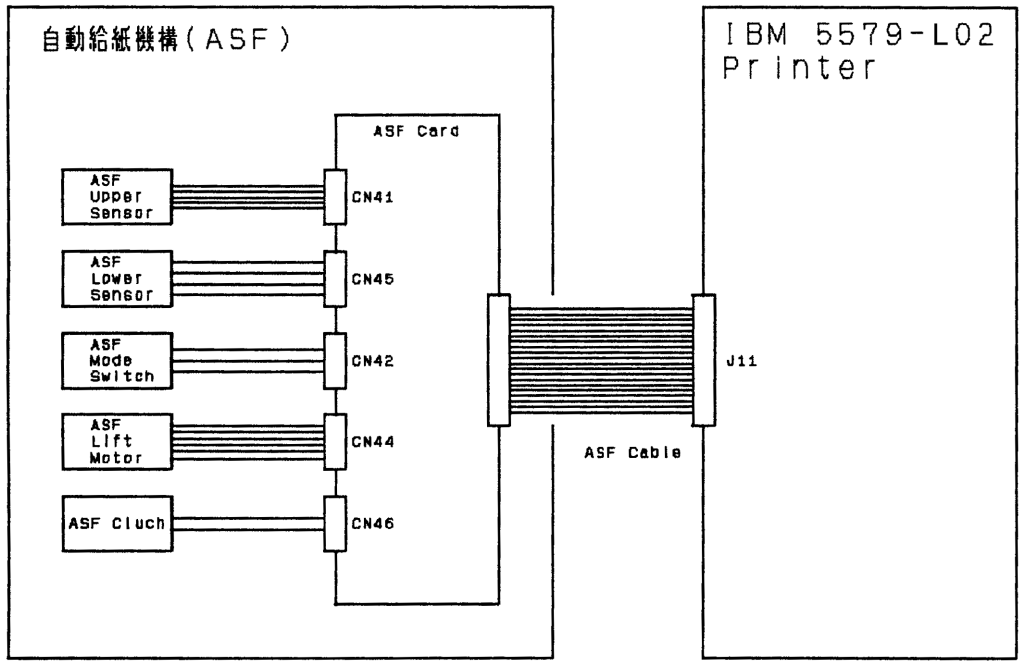 自動給紙機構(ASF)
IBM 5579-L02
Printer
ASF Card
ASF
Upper
Sensor
CN41
ASF
Lower
Sensor
CN45
ASF
Mode
Switch
CN42
J11
ASF
Lift
Motor
CN44
ASF Cable
ASF Cluch
CN46